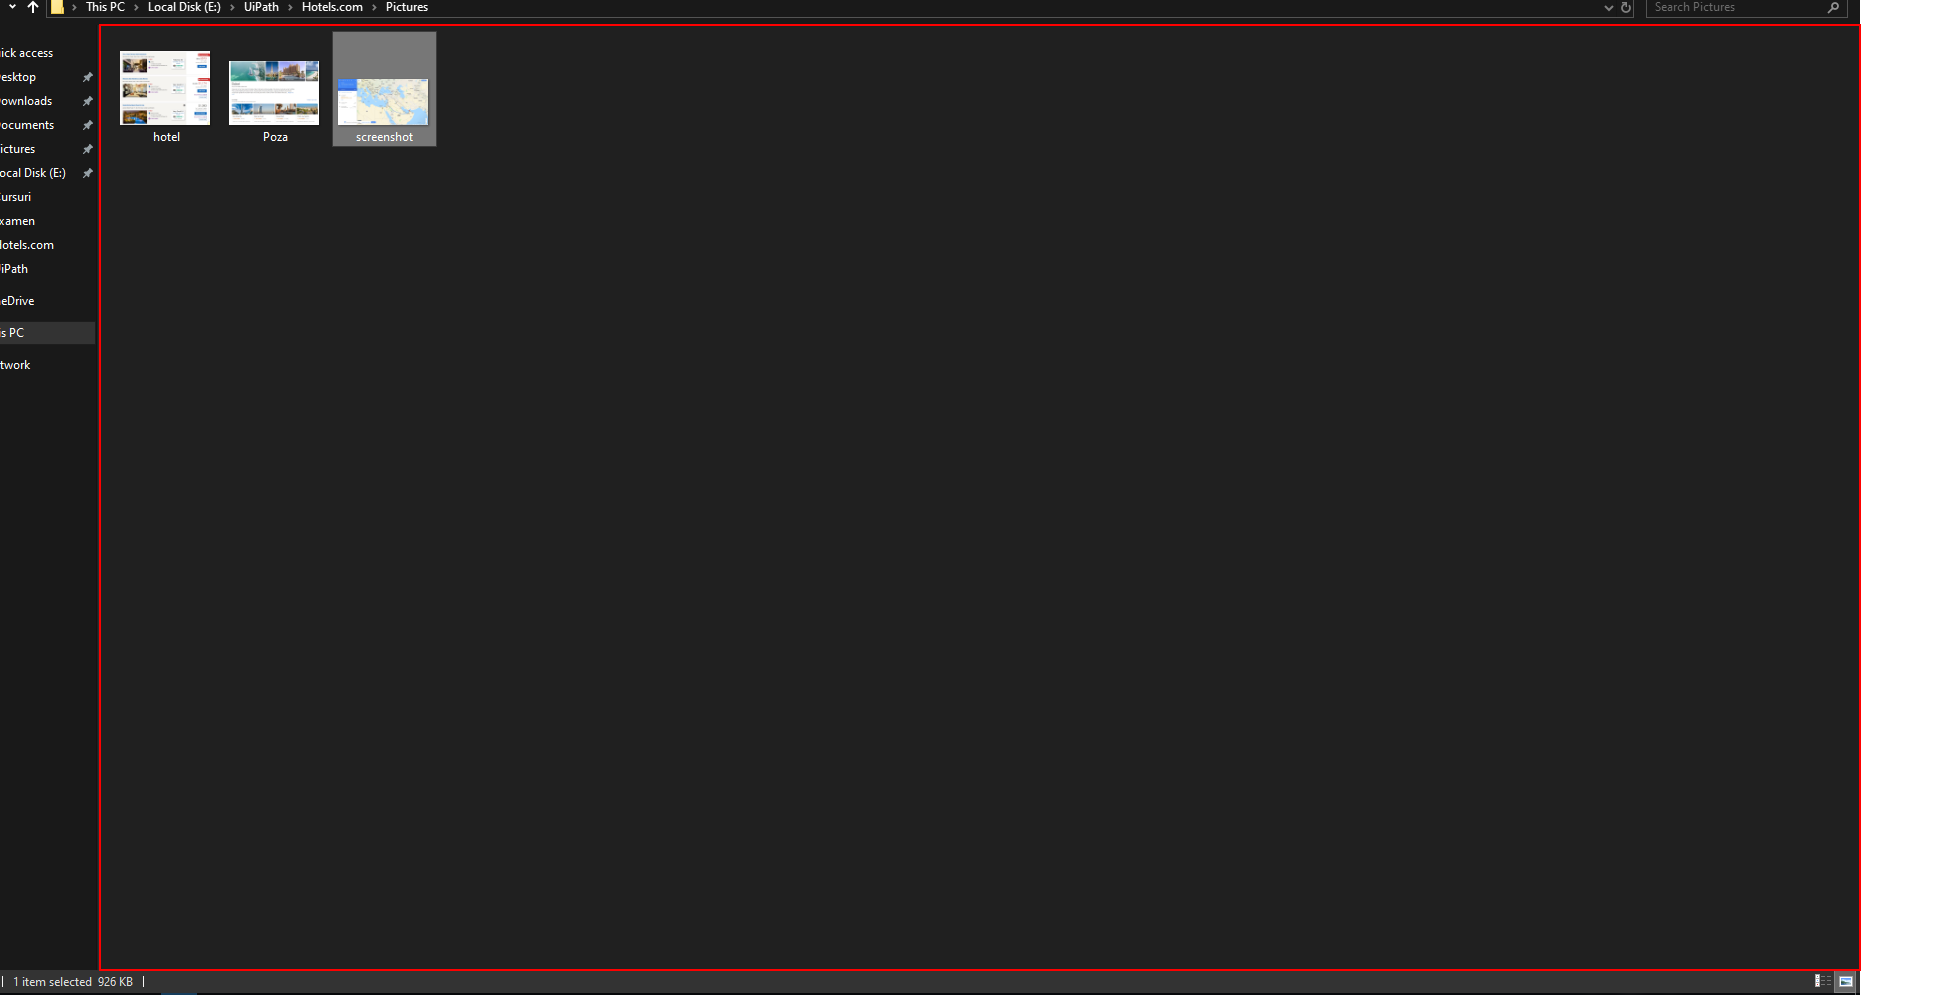 This PC > Local Disk (E:) > UiPath > Hotels.com > Pictures
Search Pictures
ick access
esktop
ownloads
ocuments
ictures
ocal Disk (E:)
ursuri
xamen
otels.com
iPath
eDrive
s PC
twork
hotel
Poza
screenshot
1 item selected 926 KB